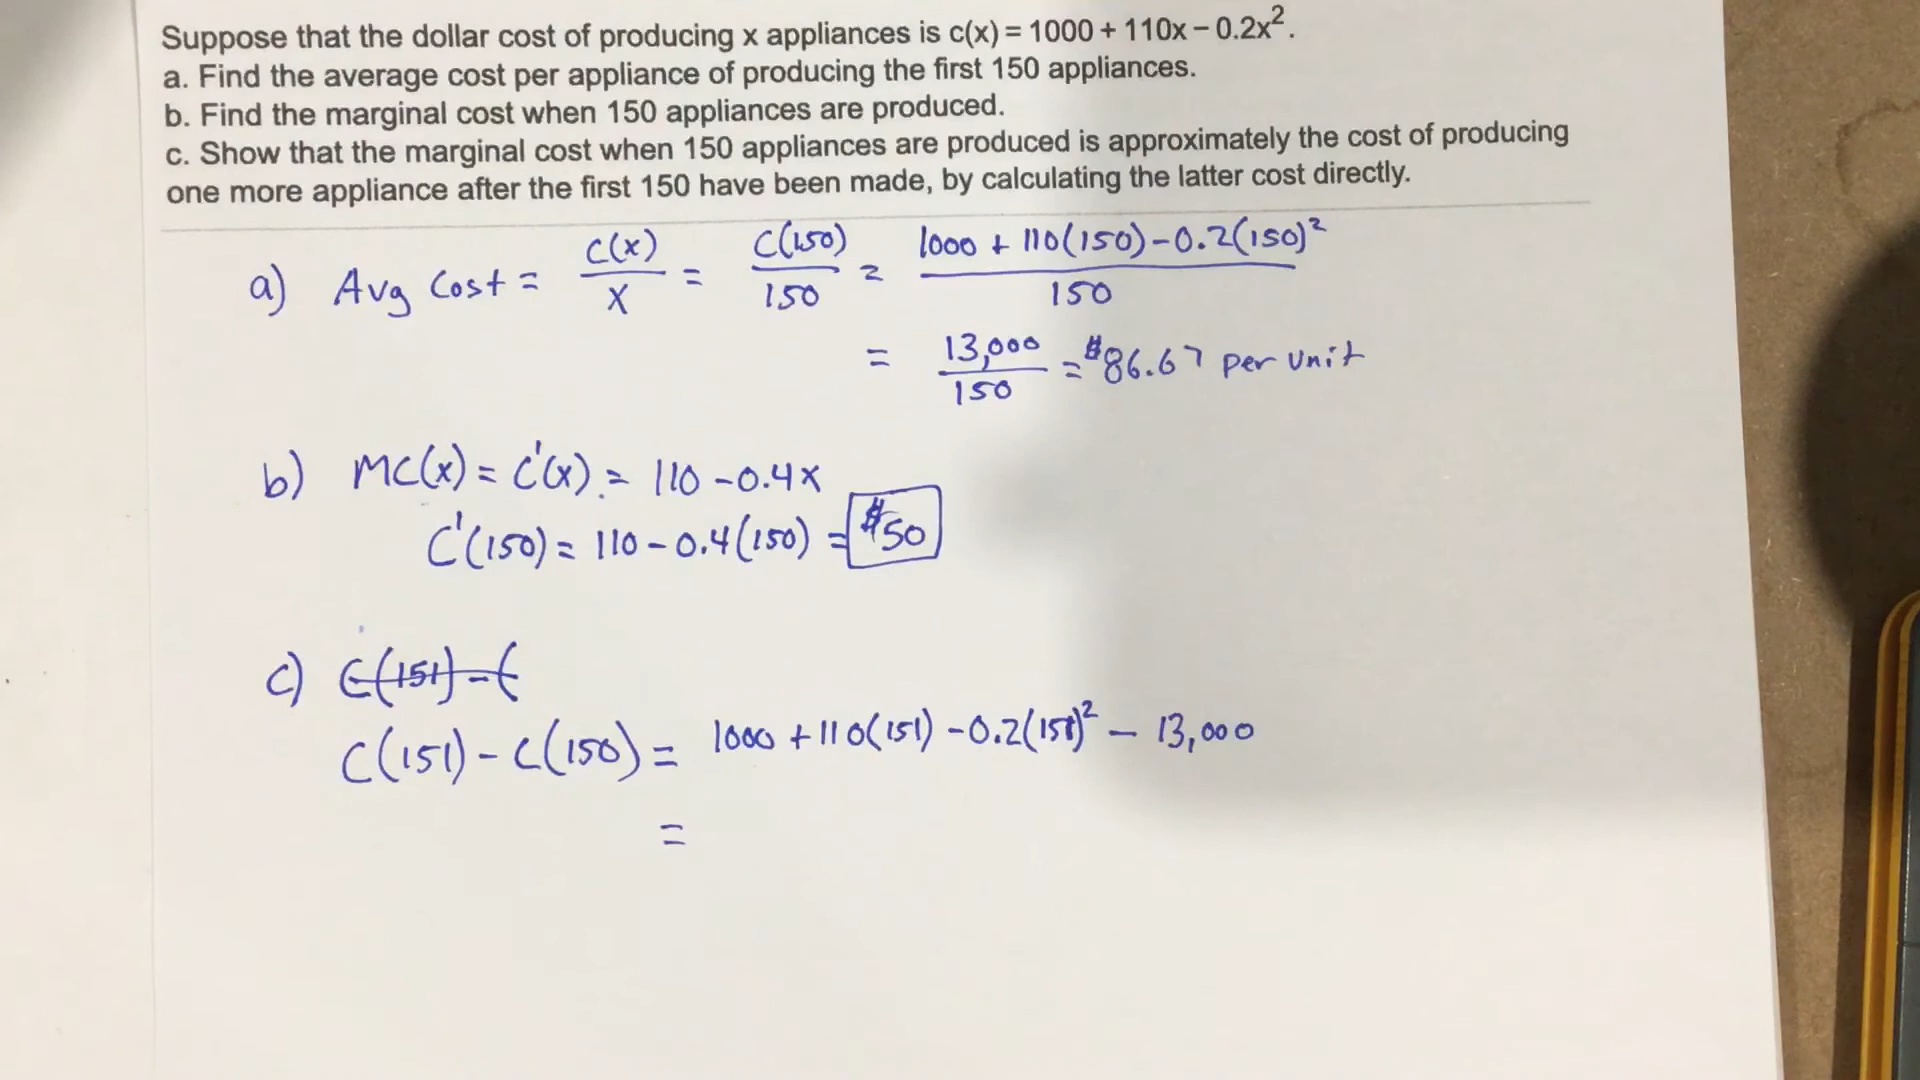 Suppose that the dollar cost of producing x appliances is c(x) = 1000 + 110x – 0.2x².
a. Find the average cost per appliance of producing the first 150 appliances.
b. Find the marginal cost when 150 appliances are produced.
c. Show that the marginal cost when 150 appliances are produced is approximately the cost of producing
one more appliance after the first 150 have been made, by calculating the latter cost directly.
a) Avg Cost = C(x)/X = C(150)/150 = 1000 + 110(150) - 0.2(150)²/150
= 13,000/150 = $86.67 per unit
b) MC(x) = C'(x) = 110 - 0.4x
C'(150) = 110 - 0.4(150) = $50
c) C(151) - (
C(151) - C(150) = 1000 + 110(151) - 0.2(151)² - 13,000
=